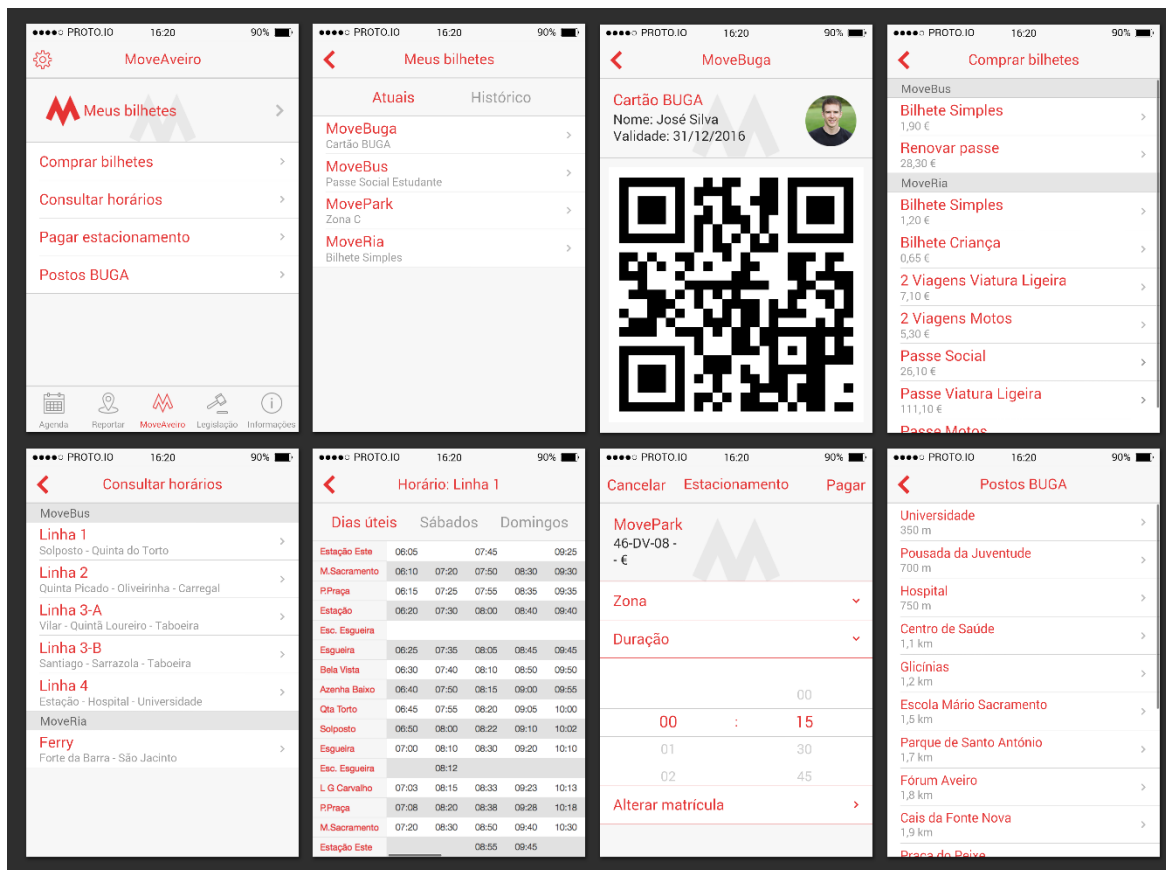 PROTO.IO 16:20 90%
MoveAveiro
Meus bilhetes
Comprar bilhetes
Consultar horários
Pagar estacionamento
Postos BUGA
Agenda Reportar MoveAveiro Legislação Informações
PROTO.IO 16:20 90%
Meus bilhetes
Atuais Histórico
MoveBuga
Cartão BUGA
MoveBus
Passe Social Estudante
MovePark
Zona C
MoveRia
Bilhete Simples
PROTO.IO 16:20 90%
MoveBuga
Cartão BUGA
Nome: José Silva
Validade: 31/12/2016
PROTO.IO 16:20 90%
Comprar bilhetes
MoveBus
Bilhete Simples
1,90 €
Renovar passe
28,30 €
MoveRia
Bilhete Simples
1,20 €
Bilhete Criança
0,65 €
2 Viagens Viatura Ligeira
7,10 €
2 Viagens Motos
5,30 €
Passe Social
26,10 €
Passe Viatura Ligeira
111,10 €
Passe Motos
PROTO.IO 16:20 90%
Consultar horários
MoveBus
Linha 1
Solposto - Quinta do Torto
Linha 2
Quinta Picado - Oliveirinha - Carregal
Linha 3-A
Vilar - Quintã Loureiro - Taboeira
Linha 3-B
Santiago - Sarrazola - Taboeira
Linha 4
Estação - Hospital - Universidade
MoveRia
Ferry
Forte da Barra - São Jacinto
PROTO.IO 16:20 90%
Horário: Linha 1
Dias úteis Sábados Domingos
Estação Este 06:05 07:45 09:25
M.Sacramento 06:10 07:20 07:50 08:30 09:30
P.Praça 06:15 07:25 07:55 08:35 09:35
Estação 06:20 07:30 08:00 08:40 09:40
Esc. Esgueira
Esgueira 06:25 07:35 08:05 08:45 09:45
Bela Vista 06:30 07:40 08:10 08:50 09:50
Azenha Baixo 06:40 07:50 08:15 09:00 09:55
Qta Torto 06:45 07:55 08:20 09:05 10:00
Solposto 06:50 08:00 08:22 09:10 10:02
Esgueira 07:00 08:10 08:30 09:20 10:10
Esc. Esgueira 08:12
L G Carvalho 07:03 08:15 08:33 09:23 10:13
P.Praça 07:08 08:20 08:38 09:28 10:18
M.Sacramento 07:20 08:30 08:50 09:40 10:30
Estação Este 08:55 09:45
PROTO.IO 16:20 90%
Cancelar Estacionamento Pagar
MovePark
46-DV-08 -
- €
Zona
Duração
00
00 : 15
01 30
02 45
Alterar matrícula
PROTO.IO 16:20 90%
Postos BUGA
Universidade
350 m
Pousada da Juventude
700 m
Hospital
750 m
Centro de Saúde
1,1 km
Glicínias
1,2 km
Escola Mário Sacramento
1,5 km
Parque de Santo António
1,7 km
Fórum Aveiro
1,8 km
Cais da Fonte Nova
1,9 km
Praça do Peixe